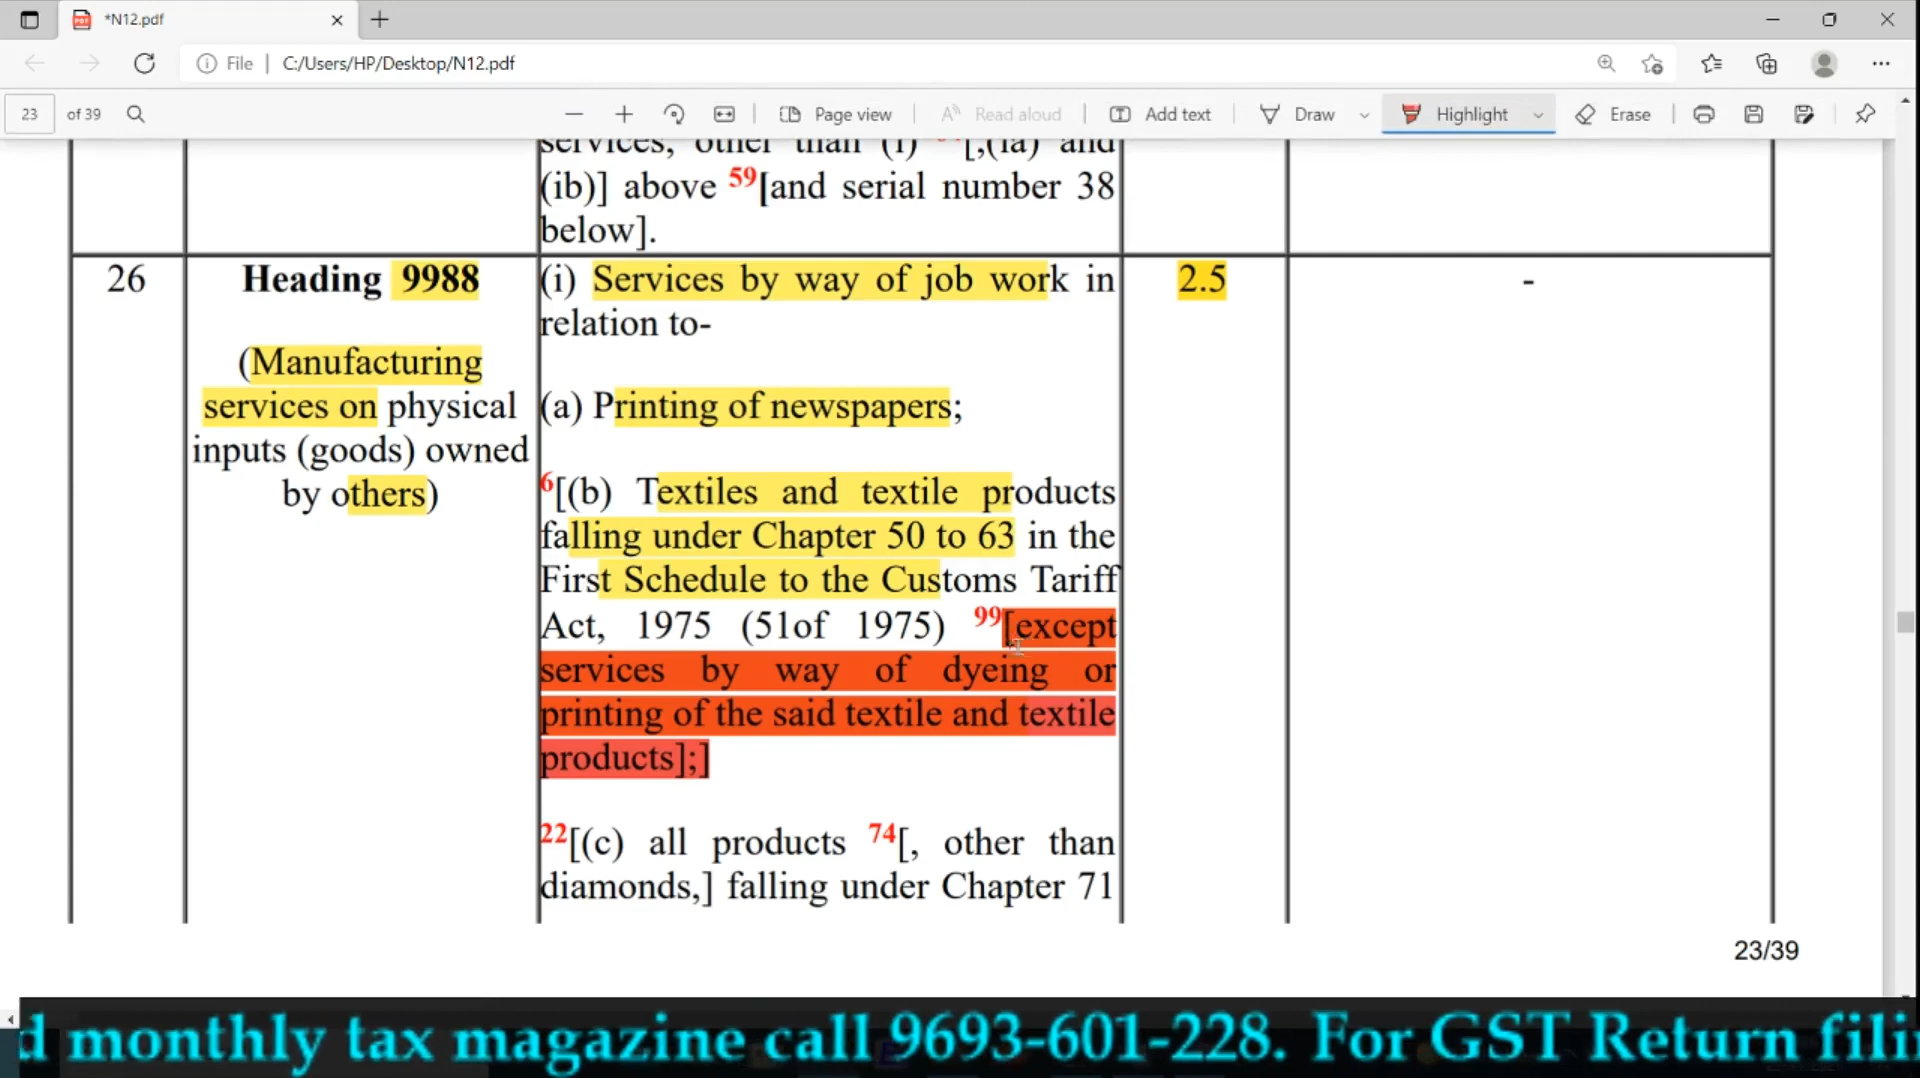 *N12.pdf
File
C:/Users/HP/Desktop/N12.pdf
23
of 39
Page view
Read aloud
Add text
Draw
Highlight
Erase
services, other than (i) [,(ia) and
(ib)] above 59[and serial number 38
below].
26
Heading 9988
(Manufacturing
services on physical
inputs (goods) owned
by others)
(i) Services by way of job work in
relation to-
(a) Printing of newspapers;
6[(b) Textiles and textile products
falling under Chapter 50 to 63 in the
First Schedule to the Customs Tariff
Act, 1975 (51of 1975) 99[except
services by way of dyeing or
printing of the said textile and textile
products];]
22[(c) all products 74[, other than
diamonds,] falling under Chapter 71
2.5
-
23/39
d monthly tax magazine call 9693-601-228. For GST Return fili